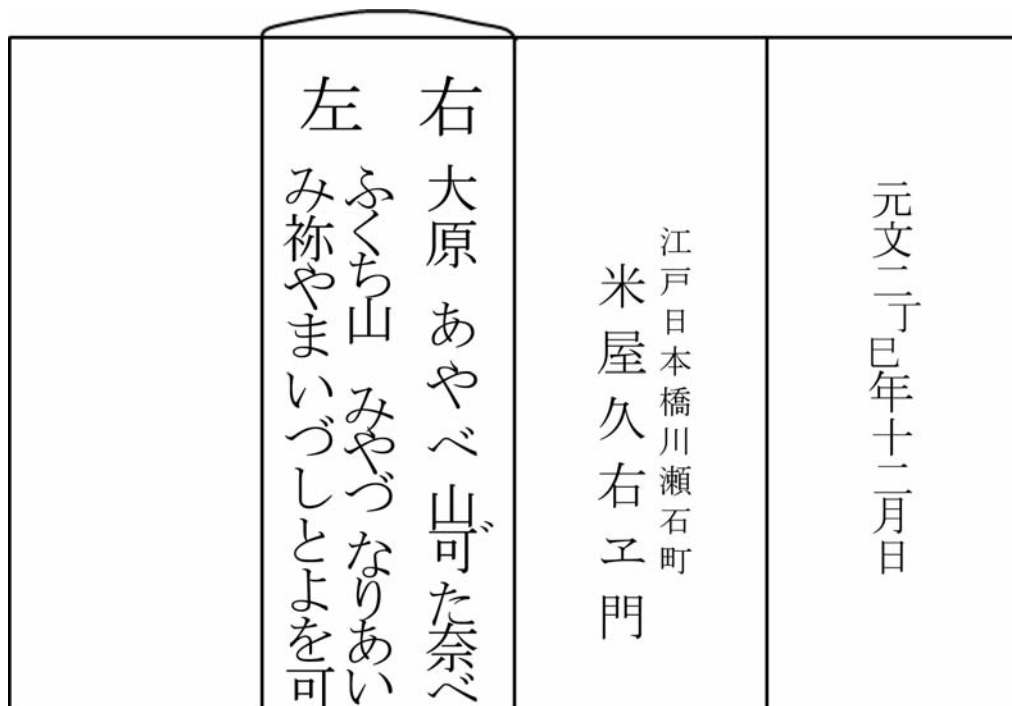 元文二丁巳年十二月日
江戸日本橋川瀬石町
米屋久右ヱ門
右 大原 あやべ 山可゛た奈べ
左
ふくち山 みやづ なりあい
み祢やまいづしとよを可